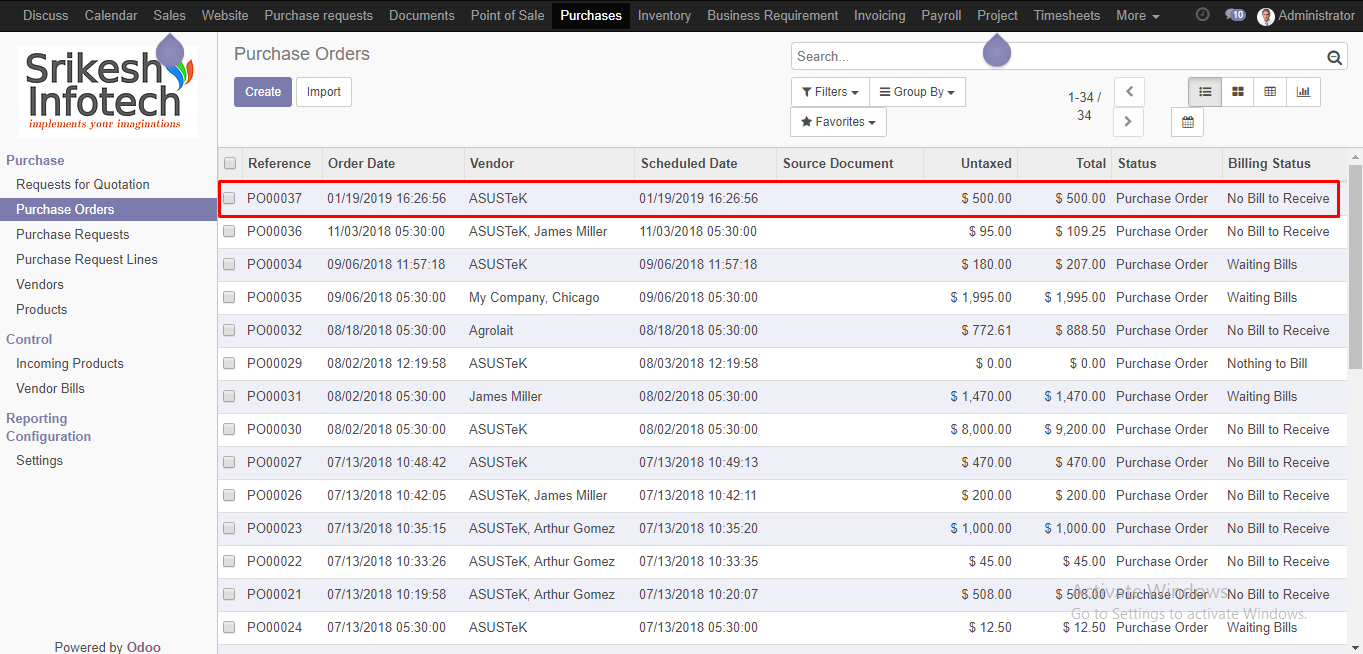 Discuss Calendar Sales Website Purchase requests Documents Point of Sale Purchases Inventory Business Requirement Invoicing Payroll Project Timesheets More 10 Administrator
Srikesh
Infotech
implements your imaginations
Purchase
Requests for Quotation
Purchase Orders
Purchase Requests
Purchase Request Lines
Vendors
Products
Control
Incoming Products
Vendor Bills
Reporting
Configuration
Settings
Powered by Odoo
Purchase Orders
Search...
Create Import
Filters Group By
Favorites
1-34 /
34
Reference Order Date Vendor Scheduled Date Source Document Untaxed Total Status Billing Status
PO00037 01/19/2019 16:26:56 ASUSTeK 01/19/2019 16:26:56 $ 500.00 $ 500.00 Purchase Order No Bill to Receive
PO00036 11/03/2018 05:30:00 ASUSTeK, James Miller 11/03/2018 05:30:00 $ 95.00 $ 109.25 Purchase Order No Bill to Receive
PO00034 09/06/2018 11:57:18 ASUSTeK 09/06/2018 11:57:18 $ 180.00 $ 207.00 Purchase Order Waiting Bills
PO00035 09/06/2018 05:30:00 My Company, Chicago 09/06/2018 05:30:00 $ 1,995.00 $ 1,995.00 Purchase Order Waiting Bills
PO00032 08/18/2018 05:30:00 Agrolait 08/18/2018 05:30:00 $ 772.61 $ 888.50 Purchase Order No Bill to Receive
PO00029 08/02/2018 12:19:58 ASUSTeK 08/03/2018 12:19:58 $ 0.00 $ 0.00 Purchase Order Nothing to Bill
PO00031 08/02/2018 05:30:00 James Miller 08/02/2018 05:30:00 $ 1,470.00 $ 1,470.00 Purchase Order Waiting Bills
PO00030 08/02/2018 05:30:00 ASUSTeK 08/02/2018 05:30:00 $ 8,000.00 $ 9,200.00 Purchase Order No Bill to Receive
PO00027 07/13/2018 10:48:42 ASUSTeK 07/13/2018 10:49:13 $ 470.00 $ 470.00 Purchase Order No Bill to Receive
PO00026 07/13/2018 10:42:05 ASUSTeK, James Miller 07/13/2018 10:42:11 $ 200.00 $ 200.00 Purchase Order No Bill to Receive
PO00023 07/13/2018 10:35:15 ASUSTeK, Arthur Gomez 07/13/2018 10:35:20 $ 1,000.00 $ 1,000.00 Purchase Order No Bill to Receive
PO00022 07/13/2018 10:33:26 ASUSTeK, Arthur Gomez 07/13/2018 10:33:35 $ 45.00 $ 45.00 Purchase Order No Bill to Receive
PO00021 07/13/2018 10:19:58 ASUSTeK, Arthur Gomez 07/13/2018 10:20:07 $ 508.00 $ 508.00 Purchase Order No Bill to Receive
PO00024 07/13/2018 05:30:00 ASUSTeK 07/13/2018 05:30:00 $ 12.50 $ 12.50 Purchase Order Waiting Bills
Activate Windows
Go to Settings to activate Windows.